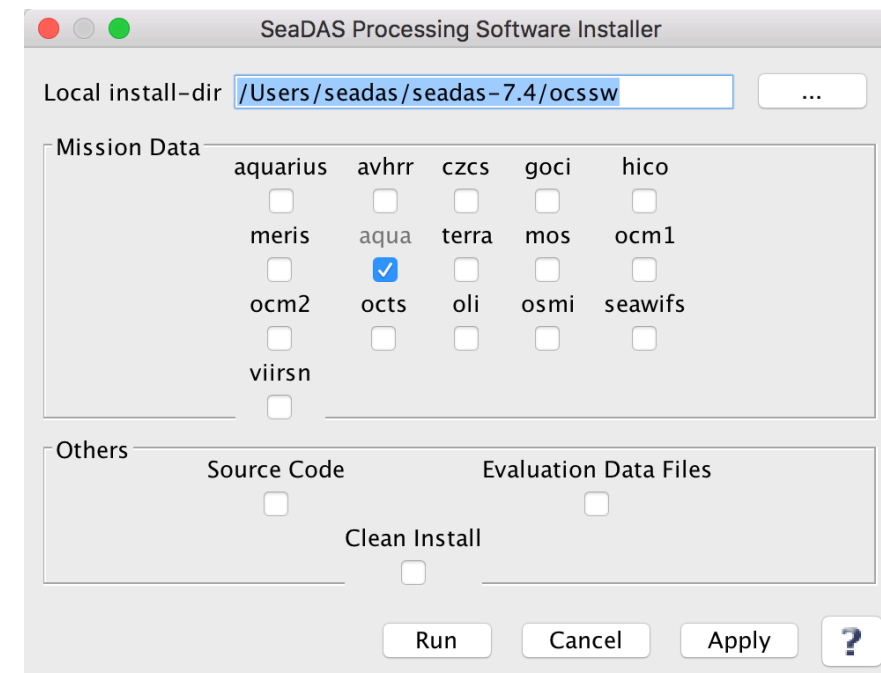 SeaDAS Processing Software Installer
Local install-dir /Users/seadas/seadas-7.4/ocssw ...
Mission Data
aquarius avhrr czcs goci hico
meris aqua terra mos ocm1
ocm2 octs oli osmi seawifs
viirsn
Others
Source Code Evaluation Data Files
Clean Install
Run Cancel Apply ?